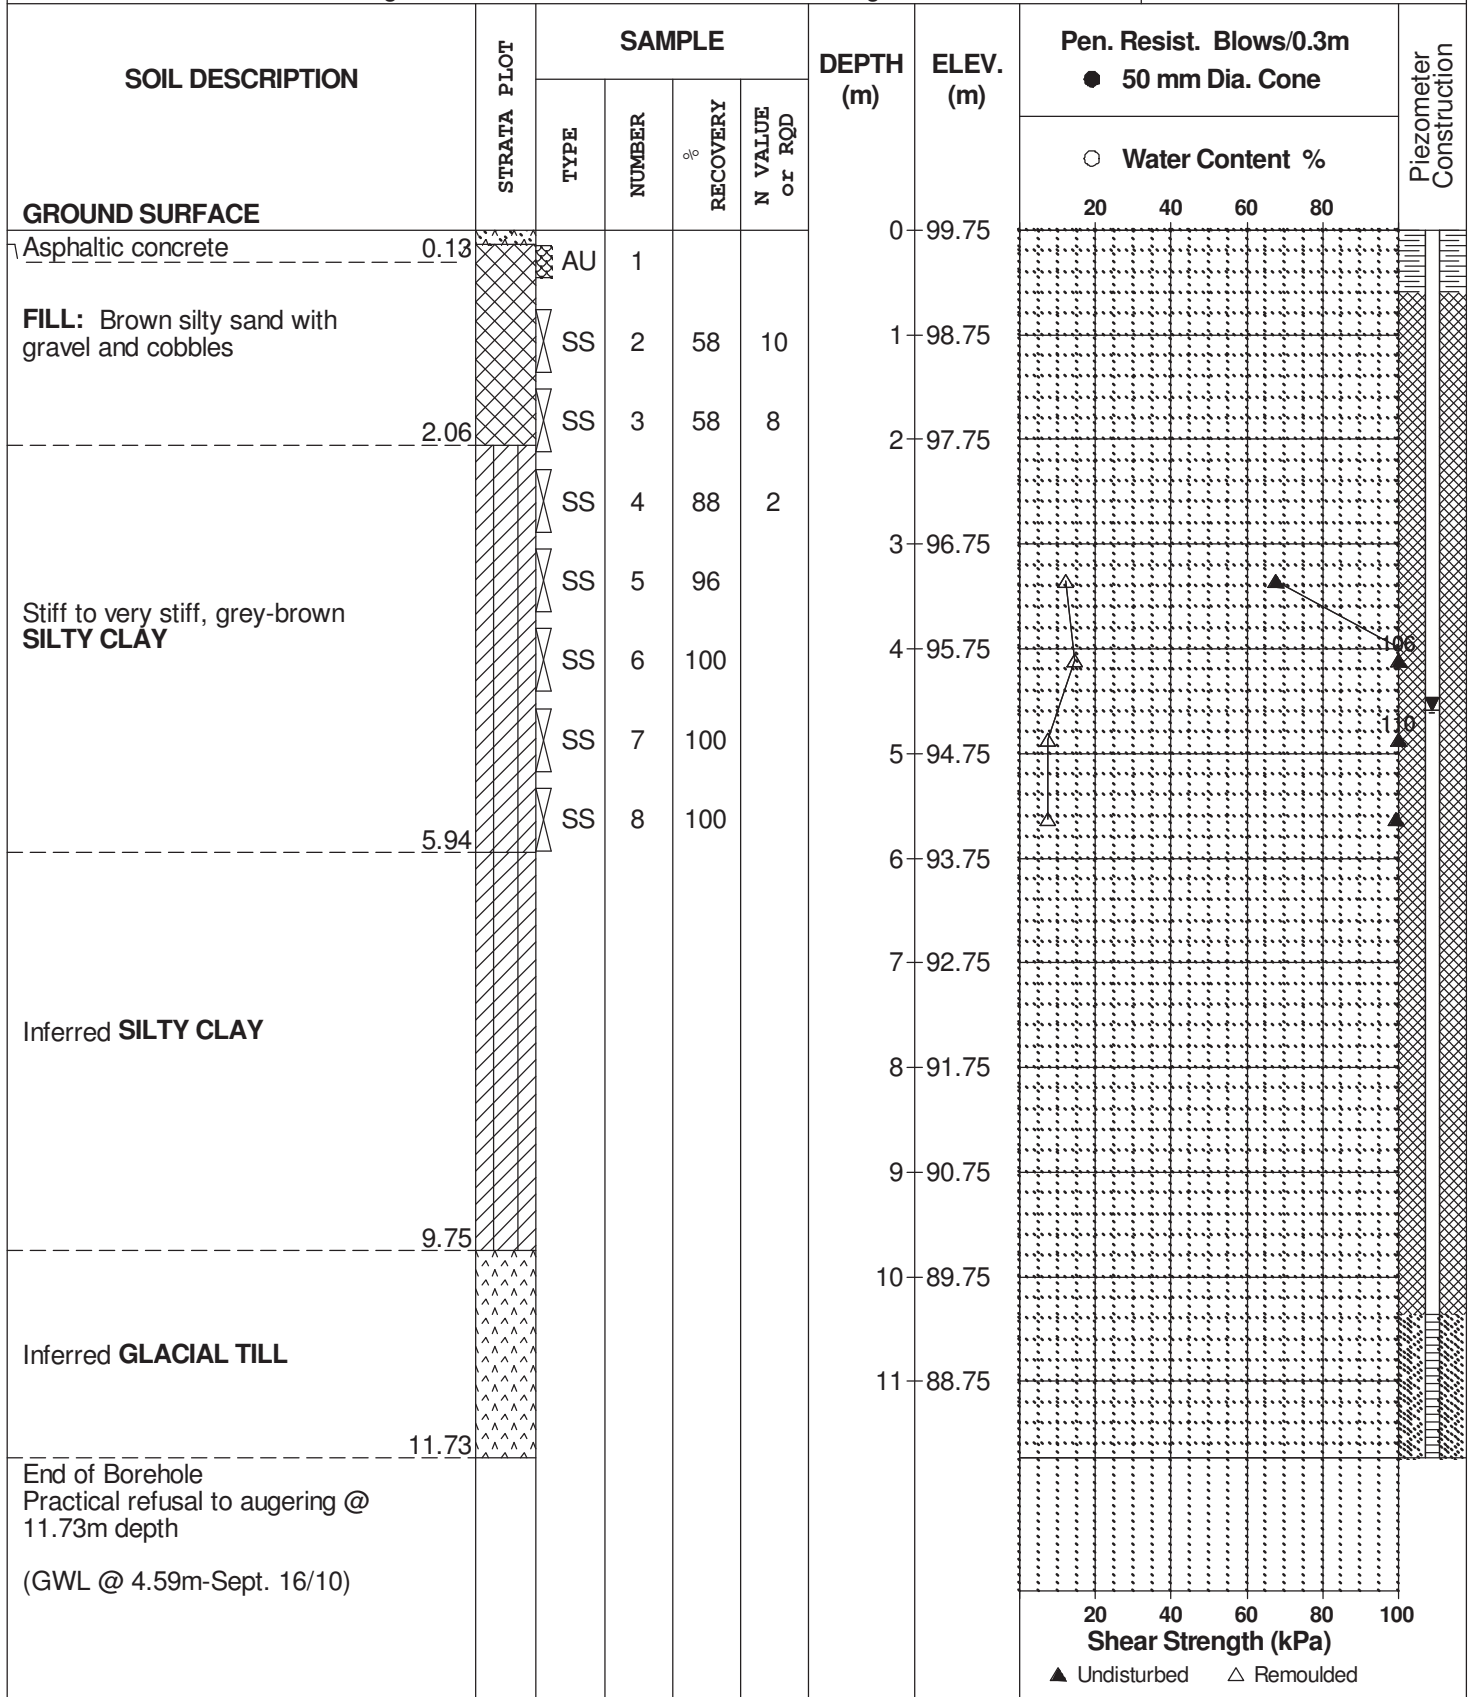 SOIL DESCRIPTION
GROUND SURFACE
STRATA PLOT
SAMPLE
TYPE
NUMBER
% RECOVERY
N VALUE or RQD
DEPTH (m)
ELEV. (m)
Pen. Resist. Blows/0.3m
● 50 mm Dia. Cone
○ Water Content %
20 40 60 80
Piezometer Construction
Asphaltic concrete 0.13
FILL: Brown silty sand with
gravel and cobbles
2.06
Stiff to very stiff, grey-brown
SILTY CLAY
5.94
Inferred SILTY CLAY
9.75
Inferred GLACIAL TILL
11.73
End of Borehole
Practical refusal to augering @
11.73m depth
(GWL @ 4.59m-Sept. 16/10)
AU 1
SS 2 58 10
SS 3 58 8
SS 4 88 2
SS 5 96
SS 6 100
SS 7 100
SS 8 100
0 99.75
1 98.75
2 97.75
3 96.75
4 95.75
5 94.75
6 93.75
7 92.75
8 91.75
9 90.75
10 89.75
11 88.75
106
110
20 40 60 80 100
Shear Strength (kPa)
▲ Undisturbed △ Remoulded